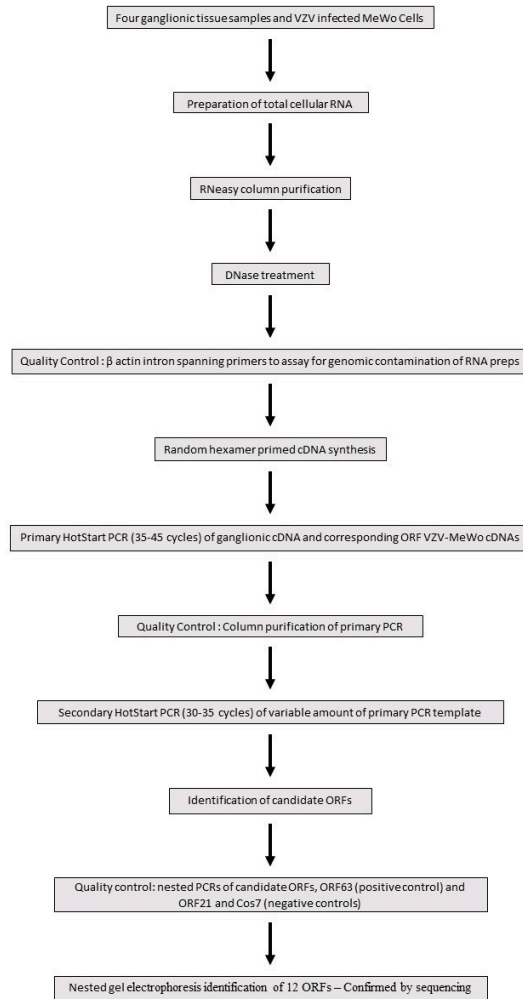 Four ganglionic tissue samples and VZV infected MeWo Cells
Preparation of total cellular RNA
RNeasy column purification
DNase treatment
Quality Control : β actin intron spanning primers to assay for genomic contamination of RNA preps
Random hexamer primed cDNA synthesis
Primary HotStart PCR (35-45 cycles) of ganglionic cDNA and corresponding ORF VZV-MeWo cDNAs
Quality Control : Column purification of primary PCR
Secondary HotStart PCR (30-35 cycles) of variable amount of primary PCR template
Identification of candidate ORFs
Quality control: nested PCRs of candidate ORFs, ORF63 (positive control) and
ORF21 and Cos7 (negative controls)
Nested gel electrophoresis identification of 12 ORFs – Confirmed by sequencing